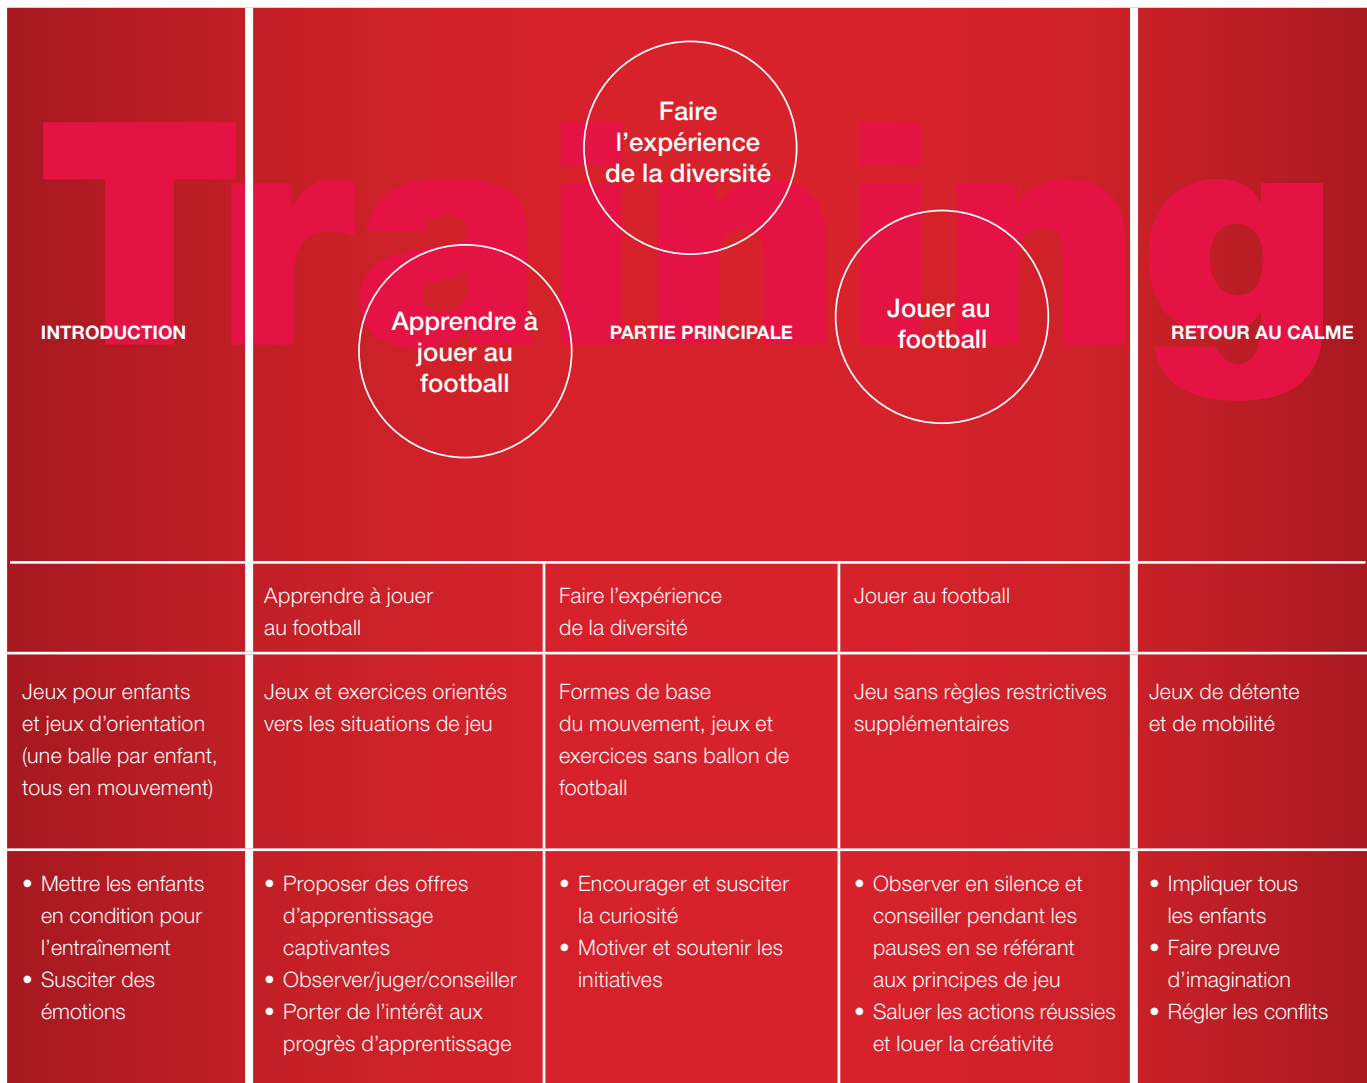 Training
Faire
l’expérience
de la diversité
Apprendre à
jouer au
football
Jouer au
football
INTRODUCTION
PARTIE PRINCIPALE
RETOUR AU CALME
Apprendre à jouer
au football
Faire l’expérience
de la diversité
Jouer au football
Jeux pour enfants
et jeux d’orientation
(une balle par enfant,
tous en mouvement)
Jeux et exercices orientés
vers les situations de jeu
Formes de base
du mouvement, jeux et
exercices sans ballon de
football
Jeu sans règles restrictives
supplémentaires
Jeux de détente
et de mobilité
• Mettre les enfants
en condition pour
l’entraînement
• Susciter des
émotions
• Proposer des offres
d’apprentissage
captivantes
• Observer/juger/conseiller
• Porter de l’intérêt aux
progrès d’apprentissage
• Encourager et susciter
la curiosité
• Motiver et soutenir les
initiatives
• Observer en silence et
conseiller pendant les
pauses en se référant
aux principes de jeu
• Saluer les actions réussies
et louer la créativité
• Impliquer tous
les enfants
• Faire preuve
d’imagination
• Régler les conflits